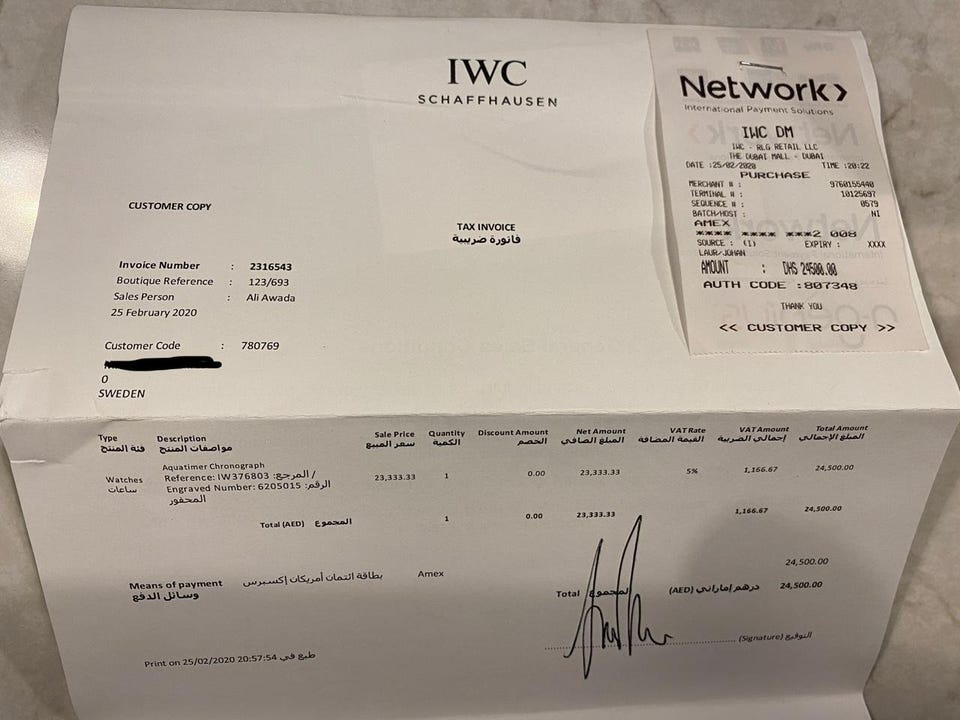 IWC
SCHAFFHAUSEN
CUSTOMER COPY
TAX INVOICE
فاتورة ضريبية
Invoice Number : 2316543
Boutique Reference : 123/693
Sales Person : Ali Awada
25 February 2020
Customer Code : 780769
0
SWEDEN
Network>
International Payment Solutions
IWC DM
IWC - RLG RETAIL LLC
THE DUBAI MALL - DUBAI
DATE :25/02/2020 TIME :20:22
PURCHASE
MERCHANT # : 9760155440
TERMINAL # : 10125697
SEQUENCE # : 0579
BATCH/HOST : NI
AMEX
**** **** ***2 008
SOURCE : (1) EXPIRY : XXXX
LAUR/JOHAN
AMOUNT : DHS 24500.00
AUTH CODE :807348
THANK YOU
<< CUSTOMER COPY >>
Type Description Sale Price Quantity Discount Amount Net Amount VAT Rate VAT Amount Total Amount
فئة المنتج مواصفات المنتج سعر المبيع الكمية الخصم المبلغ الصافي القيمة المضافة إجمالي الضريبة المبلغ الإجمالي
Aquatimer Chronograph
Watches Reference: IW376803 :المرجع / 23,333.33 1 0.00 23,333.33 5% 1,166.67 24,500.00
ساعات Engraved Number: 6205015 :الرقم
المحفور
Total (AED) المجموع 1 0.00 23,333.33 1,166.67 24,500.00
24,500.00
Means of payment بطاقة ائتمان أمريكان إكسبرس Amex
وسائل الدفع
Total المجموع (AED) درهم إماراتي 24,500.00
(Signature) التوقيع
Print on 25/02/2020 20:57:54 طبع في